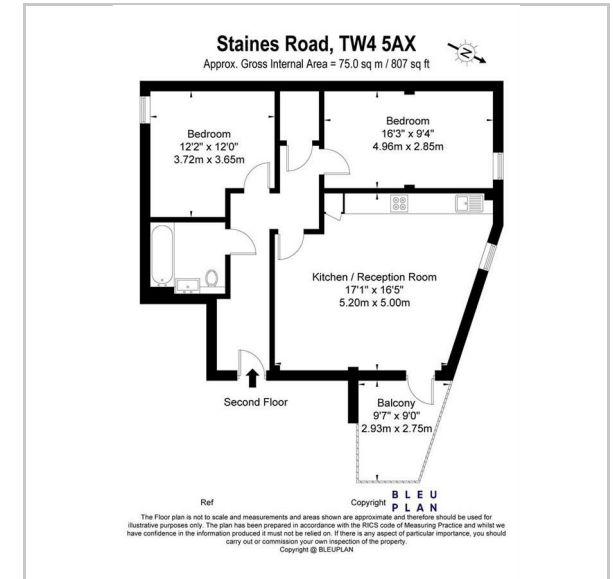 Staines Road, TW4 5AX
Approx. Gross Internal Area = 75.0 sq m / 807 sq ft
N
Bedroom
12'2" x 12'0"
3.72m x 3.65m
Bedroom
16'3" x 9'4"
4.96m x 2.85m
Kitchen / Reception Room
17'1" x 16'5"
5.20m x 5.00m
Second Floor
Balcony
9'7" x 9'0"
2.93m x 2.75m
Ref
Copyright
BLEU
PLAN
The Floor plan is not to scale and measurements and areas shown are approximate and therefore should be used for
illustrative purposes only. The plan has been prepared in accordance with the RICS code of Measuring Practice and whilst we
have confidence in the information produced it must not be relied on. If there is any aspect of particular importance, you should
carry out or commission your own inspection of the property.
Copyright @ BLEUPLAN